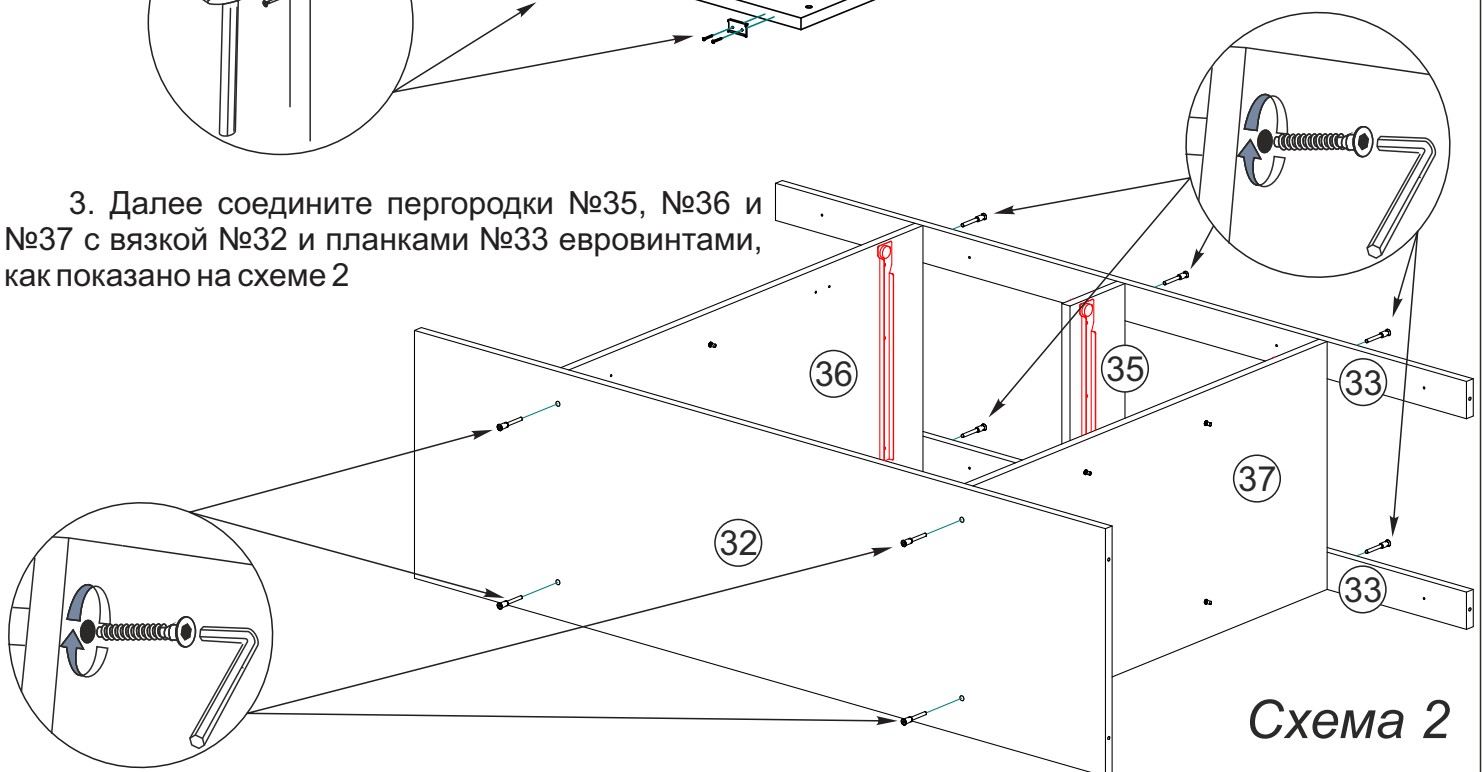 3. Далее соедините пергородки №35, №36 и
№37 с вязкой №32 и планками №33 евровинтами,
как показано на схеме 2
36
35
33
37
32
33
Схема 2